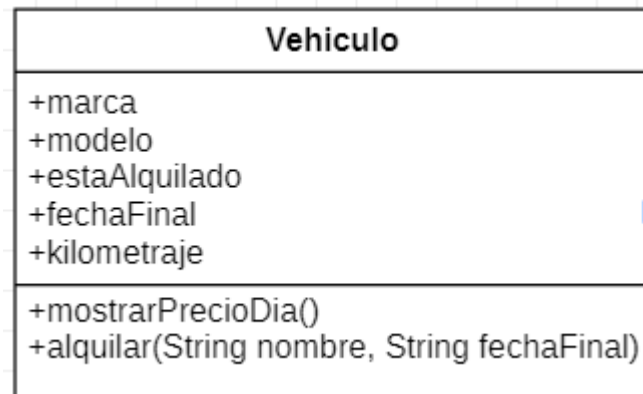 Vehiculo
+marca
+modelo
+estaAlquilado
+fechaFinal
+kilometraje
+mostrarPrecioDia()
+alquilar(String nombre, String fechaFinal)